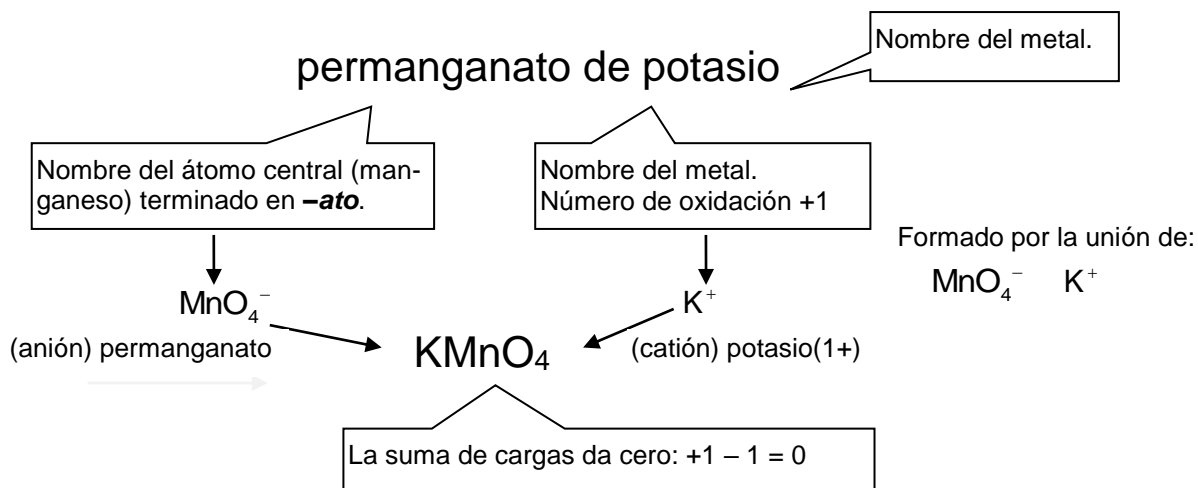 Nombre del metal.
permanganato de potasio
Nombre del átomo central (man-
ganeso) terminado en –ato.
Nombre del metal.
Número de oxidación +1
Formado por la unión de:
MnO₄⁻ K⁺
MnO₄⁻
K⁺
(anión) permanganato
KMnO₄
(catión) potasio(1+)
La suma de cargas da cero: +1 – 1 = 0